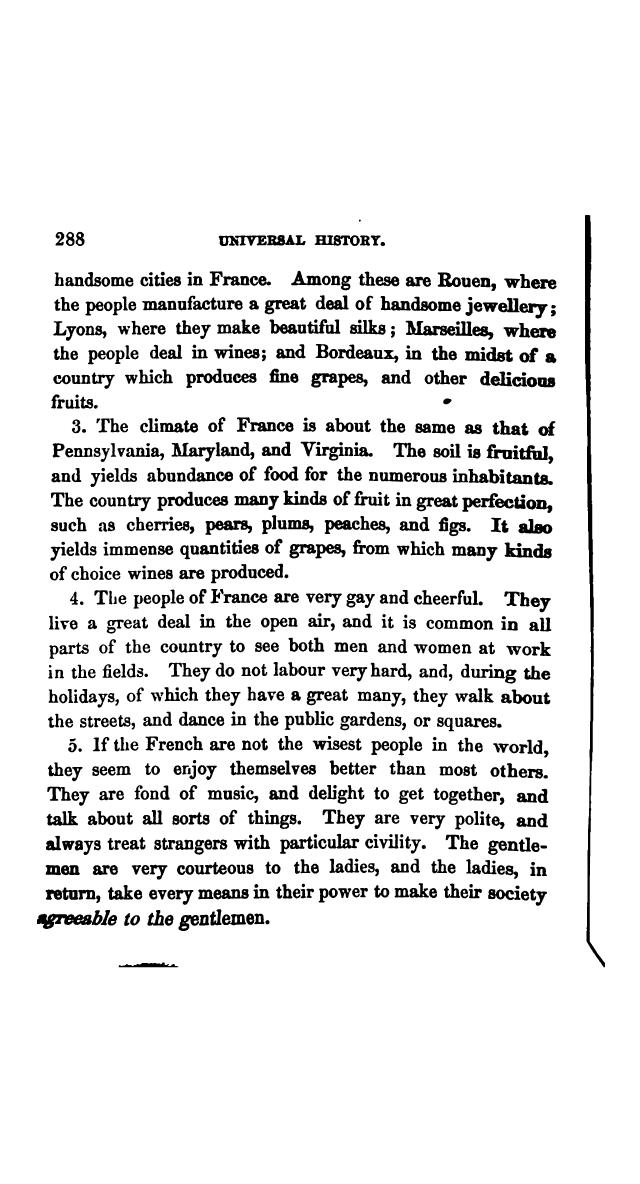 288 UNIVERSAL HISTORY.
handsome cities in France. Among these are Rouen, where
the people manufacture a great deal of handsome jewellery;
Lyons, where they make beautiful silks; Marseilles, where
the people deal in wines; and Bordeaux, in the midst of a
country which produces fine grapes, and other delicious
fruits.
3. The climate of France is about the same as that of
Pennsylvania, Maryland, and Virginia. The soil is fruitful,
and yields abundance of food for the numerous inhabitants.
The country produces many kinds of fruit in great perfection,
such as cherries, pears, plums, peaches, and figs. It also
yields immense quantities of grapes, from which many kinds
of choice wines are produced.
4. The people of France are very gay and cheerful. They
live a great deal in the open air, and it is common in all
parts of the country to see both men and women at work
in the fields. They do not labour very hard, and, during the
holidays, of which they have a great many, they walk about
the streets, and dance in the public gardens, or squares.
5. If the French are not the wisest people in the world,
they seem to enjoy themselves better than most others.
They are fond of music, and delight to get together, and
talk about all sorts of things. They are very polite, and
always treat strangers with particular civility. The gentle-
men are very courteous to the ladies, and the ladies, in
return, take every means in their power to make their society
agreeable to the gentlemen.